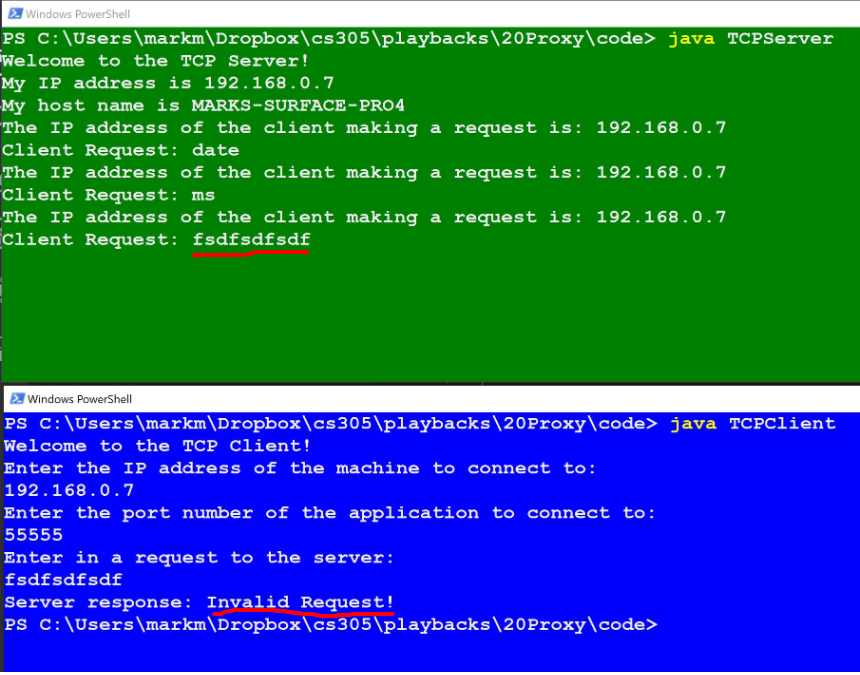 Windows PowerShell
PS C:\Users\markm\Dropbox\cs305\playbacks\20Proxy\code> java TCPServer
Welcome to the TCP Server!
My IP address is 192.168.0.7
My host name is MARKS-SURFACE-PRO4
The IP address of the client making a request is: 192.168.0.7
Client Request: date
The IP address of the client making a request is: 192.168.0.7
Client Request: ms
The IP address of the client making a request is: 192.168.0.7
Client Request: fsdfsdfsdf
Windows PowerShell
PS C:\Users\markm\Dropbox\cs305\playbacks\20Proxy\code> java TCPClient
Welcome to the TCP Client!
Enter the IP address of the machine to connect to:
192.168.0.7
Enter the port number of the application to connect to:
55555
Enter in a request to the server:
fsdfsdfsdf
Server response: Invalid Request!
PS C:\Users\markm\Dropbox\cs305\playbacks\20Proxy\code>